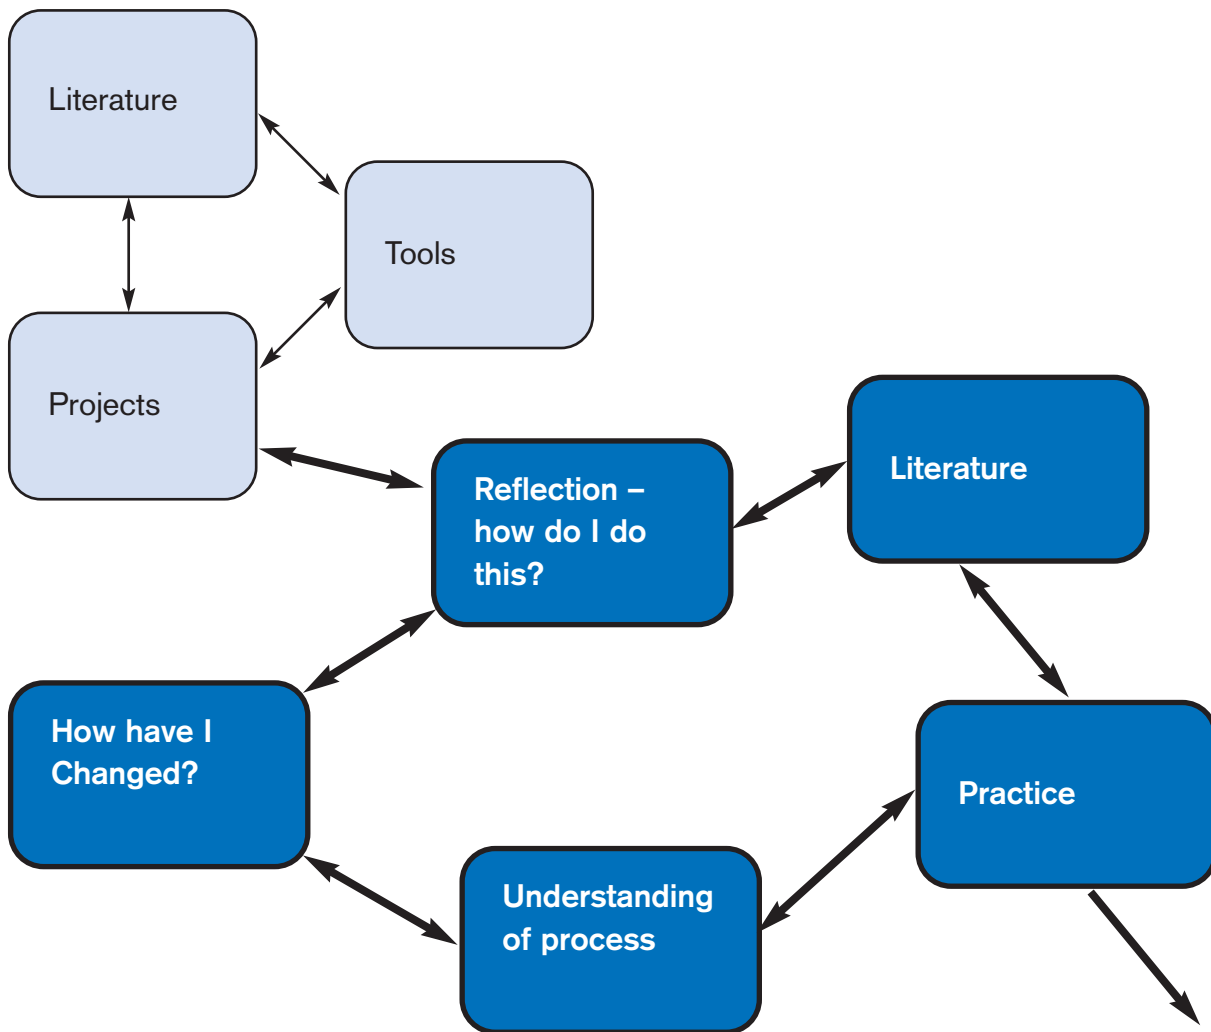 Literature
Tools
Projects
Reflection –
how do I do
this?
Literature
How have I
Changed?
Practice
Understanding
of process